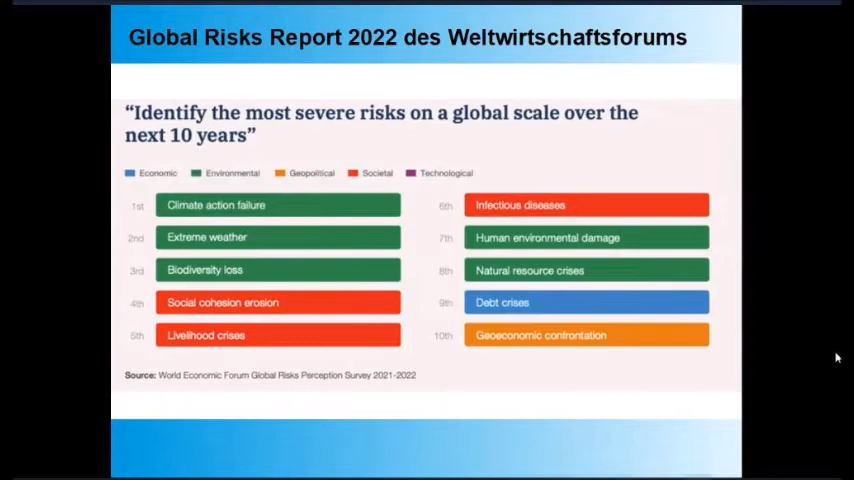 Global Risks Report 2022 des Weltwirtschaftsforums
“Identify the most severe risks on a global scale over the
next 10 years”
Economic Environmental Geopolitical Societal Technological
1st Climate action failure
2nd Extreme weather
3rd Biodiversity loss
4th Social cohesion erosion
5th Livelihood crises
6th Infectious diseases
7th Human environmental damage
8th Natural resource crises
9th Debt crises
10th Geoeconomic confrontation
Source: World Economic Forum Global Risks Perception Survey 2021-2022